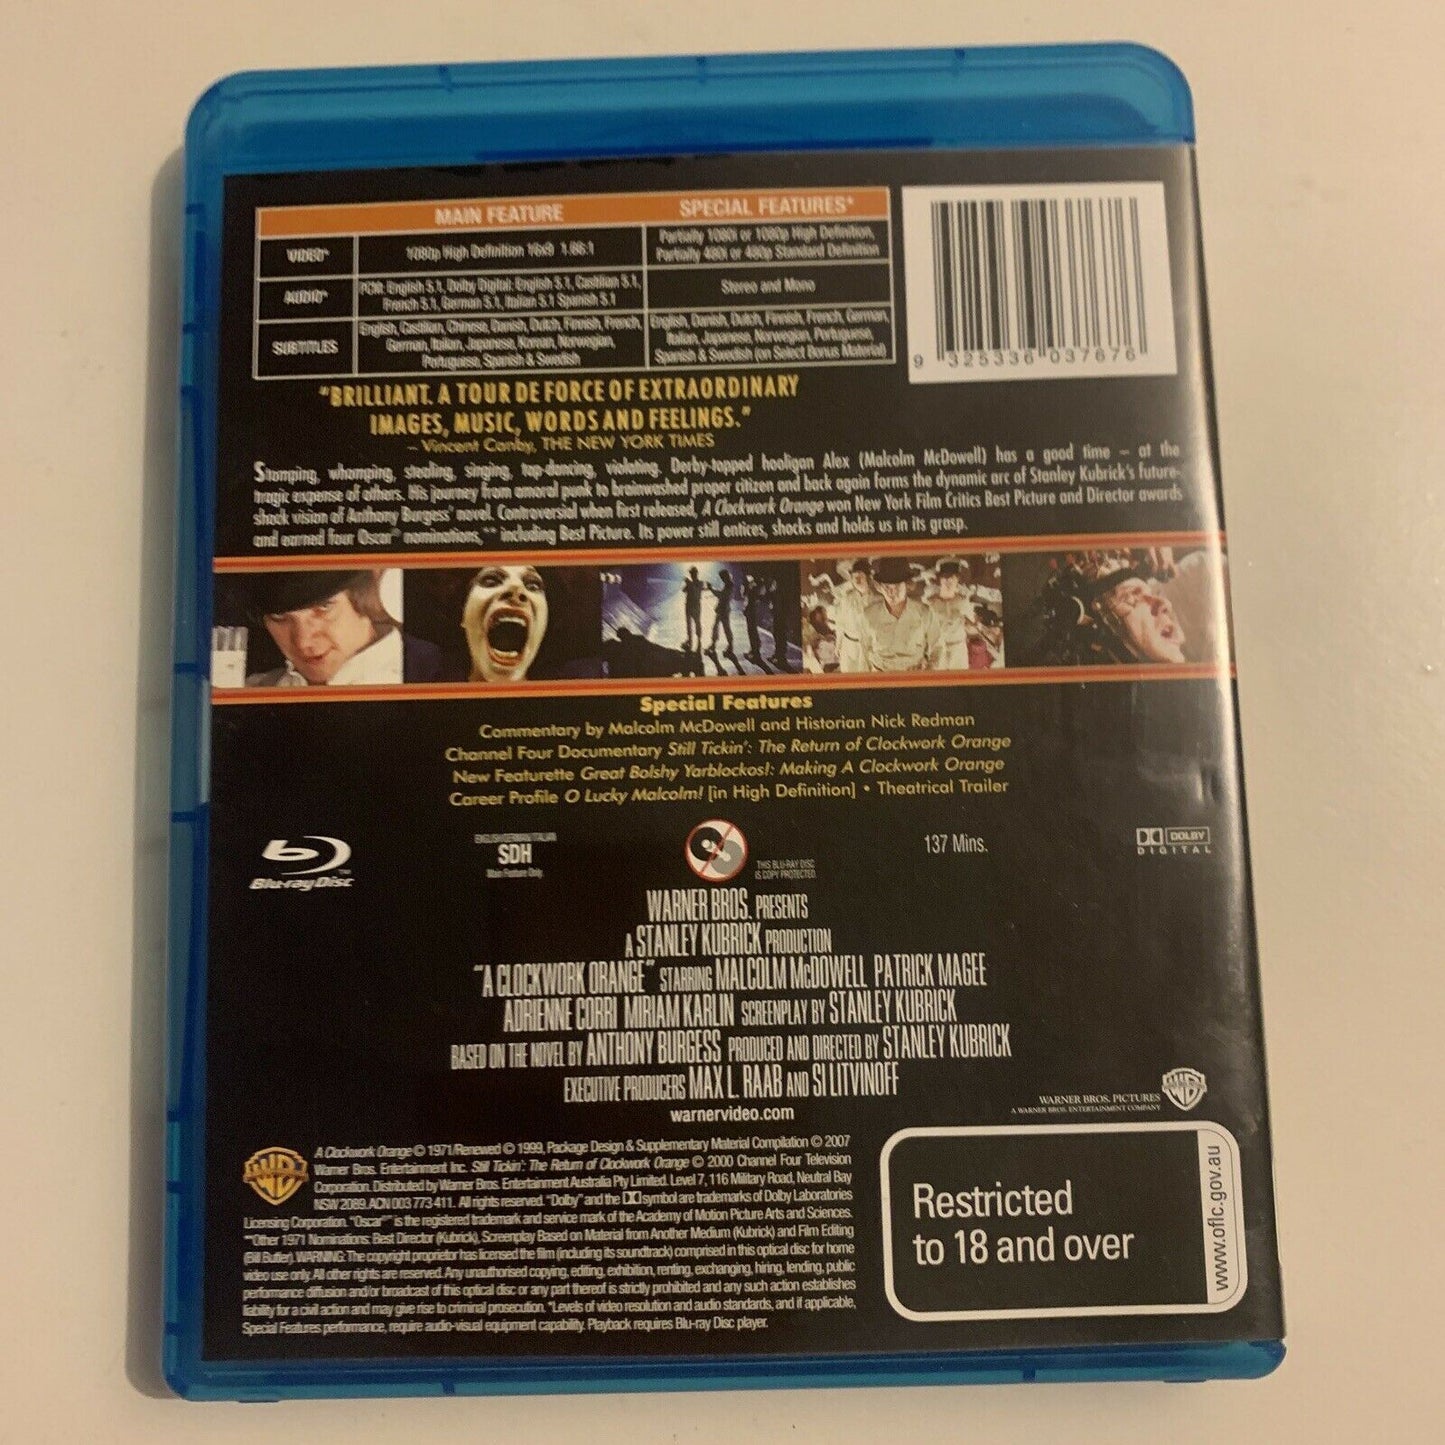 MAIN FEATURE SPECIAL FEATURES*
VIDEO* 1080p High Definition 16x9 1.66:1 Partially 1080i or 1080p High Definition,
Partially 480i or 480p Standard Definition
AUDIO* PCM: English 5.1, Dolby Digital: English 5.1, Castilian 5.1,
French 5.1, German 5.1, Italian 5.1 Spanish 5.1
Stereo and Mono
SUBTITLES English, Castilian, Chinese, Danish, Dutch, Finnish, French,
German, Italian, Japanese, Korean, Norwegian,
Portuguese, Spanish & Swedish
English, Danish, Dutch, Finnish, French, German,
Italian, Japanese, Norwegian, Portuguese,
Spanish & Swedish (on Select Bonus Material)
9 325336 037676
"BRILLIANT. A TOUR DE FORCE OF EXTRAORDINARY
IMAGES, MUSIC, WORDS AND FEELINGS."
– Vincent Canby, THE NEW YORK TIMES
Stomping, whomping, stealing, singing, tap-dancing, violating. Derby-topped hooligan Alex (Malcolm McDowell) has a good time – at the
tragic expense of others. His journey from amoral punk to brainwashed proper citizen and back again forms the dynamic arc of Stanley Kubrick's future-
shock vision of Anthony Burgess' novel. Controversial when first released, A Clockwork Orange won New York Film Critics Best Picture and Director awards
and earned four Oscar® nominations,** including Best Picture. Its power still entices, shocks and holds us in its grasp.
Special Features
Commentary by Malcolm McDowell and Historian Nick Redman
Channel Four Documentary Still Tickin': The Return of Clockwork Orange
New Featurette Great Bolshy Yarblockos!: Making A Clockwork Orange
Career Profile O Lucky Malcolm! [in High Definition] • Theatrical Trailer
Blu-ray Disc™
ENGLISH/GERMAN/ITALIAN
SDH
Main Feature Only
THIS BLU-RAY DISC
IS COPY PROTECTED.
137 Mins.
DOLBY
DIGITAL
WARNER BROS. PRESENTS
A STANLEY KUBRICK PRODUCTION
"A CLOCKWORK ORANGE" STARRING MALCOLM McDOWELL PATRICK MAGEE
ADRIENNE CORRI MIRIAM KARLIN SCREENPLAY BY STANLEY KUBRICK
BASED ON THE NOVEL BY ANTHONY BURGESS PRODUCED AND DIRECTED BY STANLEY KUBRICK
EXECUTIVE PRODUCERS MAX L. RAAB AND SI LITVINOFF
warnervideo.com
WARNER BROS. PICTURES
A WARNER BROS. ENTERTAINMENT COMPANY
A Clockwork Orange © 1971/Renewed © 1999, Package Design & Supplementary Material Compilation © 2007
Warner Bros. Entertainment Inc. Still Tickin': The Return of Clockwork Orange © 2000 Channel Four Television
Corporation. Distributed by Warner Bros. Entertainment Australia Pty Limited. Level 7, 116 Military Road, Neutral Bay
NSW 2089. ACN 003 773 411. All rights reserved. "Dolby" and the DD symbol are trademarks of Dolby Laboratories
Licensing Corporation. "Oscar®" is the registered trademark and service mark of the Academy of Motion Picture Arts and Sciences.
**Other 1971 Nominations: Best Director (Kubrick), Screenplay Based on Material from Another Medium (Kubrick) and Film Editing
(Bill Butler). WARNING: The copyright proprietor has licensed the film (including its soundtrack) comprised in this optical disc for home
video use only. All other rights are reserved. Any unauthorised copying, editing, exhibition, renting, exchanging, hiring, lending, public
performance diffusion and/or broadcast of this optical disc or any part thereof is strictly prohibited and any such action establishes
liability for a civil action and may give rise to criminal prosecution. *Levels of video resolution and audio standards, and if applicable,
Special Features performance, require audio-visual equipment capability. Playback requires Blu-ray Disc player.
Restricted
to 18 and over
www.oflc.gov.au